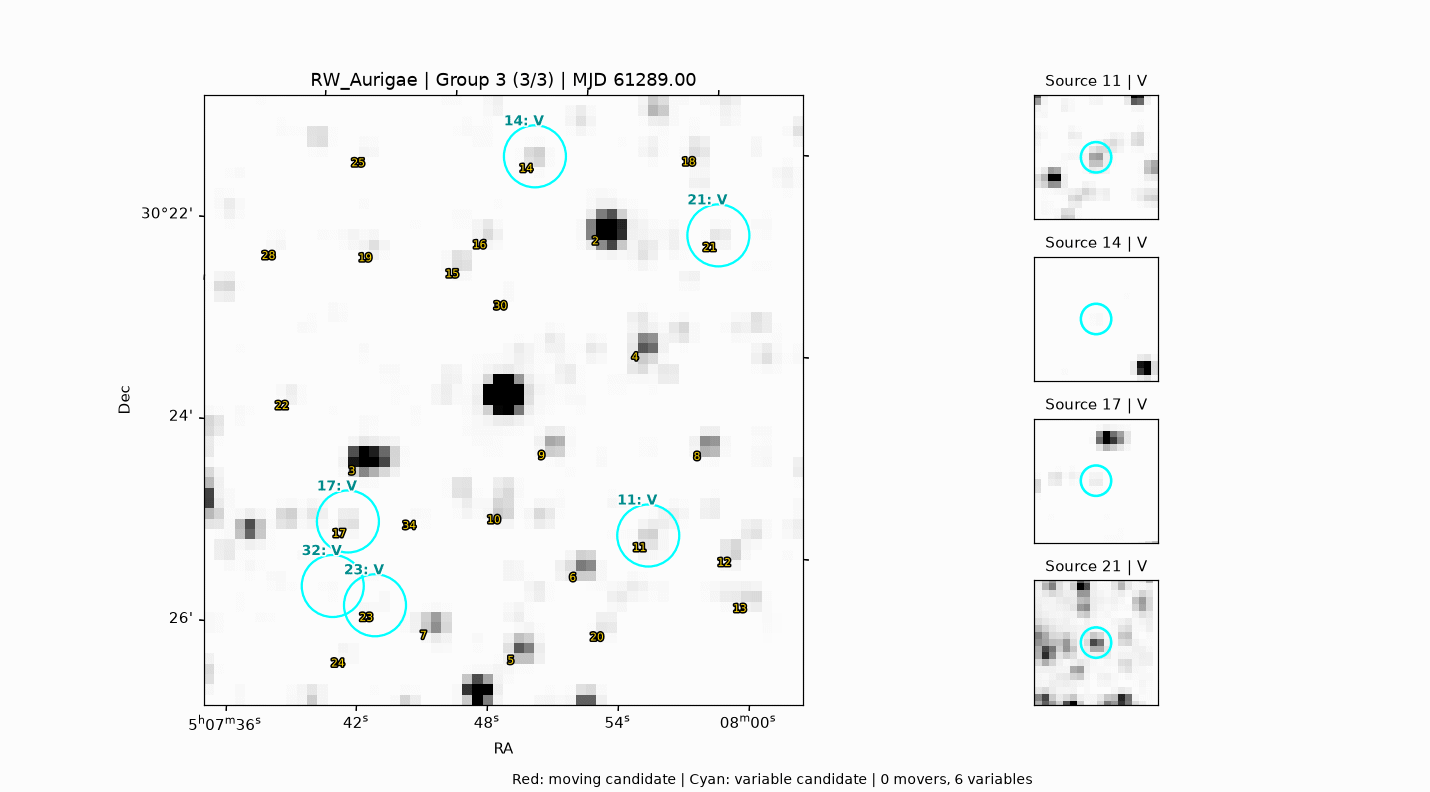 RW_Aurigae | Group 3 (3/3) | MJD 61289.00
Source 11 | V
14: V
14
25
18
21: V
30°22'
2
21
16
28
19
15
Source 14 | V
30
4
Source 17 | V
22
Dec
24'
9
8
3
17: V
11: V
10
34
17
11
32: V
12
23: V
Source 21 | V
6
13
23
26'
7
20
5
24
5ʰ07ᵐ36ˢ
42ˢ
48ˢ
54ˢ
08ᵐ00ˢ
RA
Red: moving candidate | Cyan: variable candidate | 0 movers, 6 variables